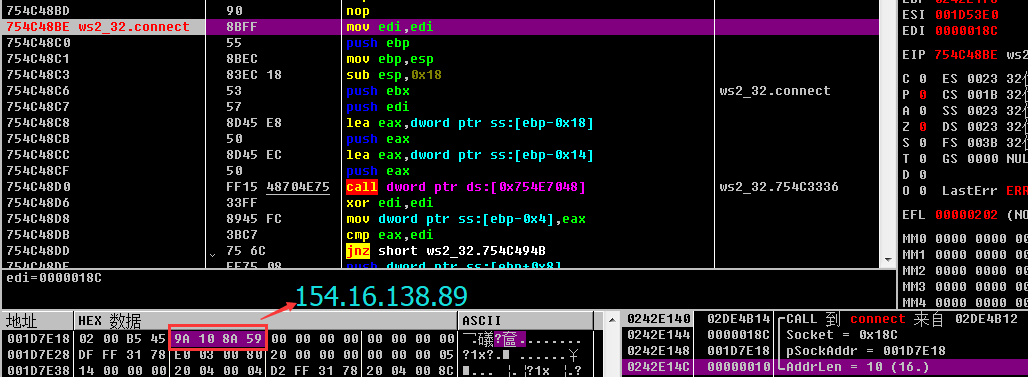 754C48BD 90 nop
754C48BE ws2_32.connect 8BFF mov edi,edi
754C48C0 55 push ebp
754C48C1 8BEC mov ebp,esp
754C48C3 83EC 18 sub esp,0x18
754C48C6 53 push ebx ws2_32.connect
754C48C7 57 push edi
754C48C8 8D45 E8 lea eax,dword ptr ss:[ebp-0x18]
754C48CB 50 push eax
754C48CC 8D45 EC lea eax,dword ptr ss:[ebp-0x14]
754C48CF 50 push eax
754C48D0 FF15 48704E75 call dword ptr ds:[0x754E7048] ws2_32.754C3336
754C48D6 33FF xor edi,edi
754C48D8 8945 FC mov dword ptr ss:[ebp-0x4],eax
754C48DB 3BC7 cmp eax,edi
754C48DD 75 6C jnz short ws2_32.754C494B
754C48DF FF75 08 push dword ptr ss:[ebp+0x8]
edi=0000018C
ESI 001D53E0
EDI 0000018C
EIP 754C48BE ws2
C 0 ES 0023 32
P 0 CS 001B 32
A 0 SS 0023 32
Z 0 DS 0023 32
S 0 FS 003B 32
T 0 GS 0000 NUL
D 0
O 0 LastErr ERR
EFL 00000202 (NO
MM0 0000 0000 00
MM1 0000 0000 00
MM2 0000 0000 00
MM3 0000 0000 00
MM4 0000 0000 00
154.16.138.89
地址 HEX 数据 ASCII
001D7E18 02 00 B5 45 9A 10 8A 59 00 00 00 00 00 00 00 00
001D7E28 DF FF 31 78 E0 03 00 80 20 00 00 00 00 00 00 05
001D7E38 14 00 00 00 20 04 00 04 D2 FF 31 78 20 04 00 8C
0242E140 02DE4B14 CALL 到 connect 来自 02DE4B12
0242E144 0000018C Socket = 0x18C
0242E148 001D7E18 pSockAddr = 001D7E18
0242E14C 00000010 AddrLen = 10 (16.)